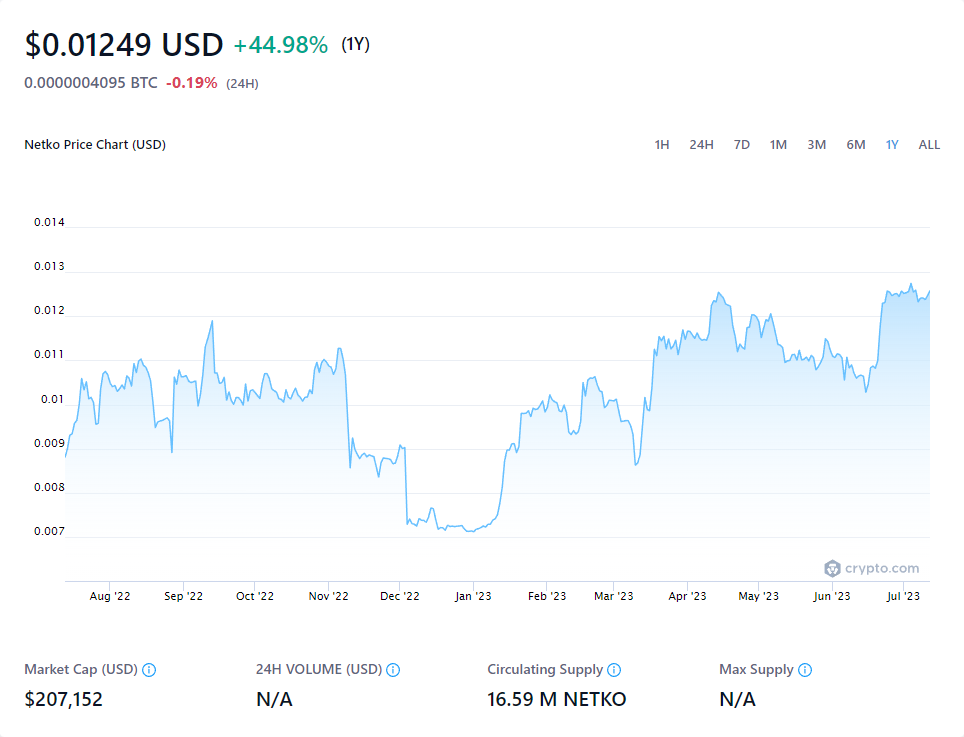 $0.01249 USD +44.98% (1Y)
0.0000004095 BTC -0.19% (24H)
Netko Price Chart (USD)
1H 24H 7D 1M 3M 6M 1Y ALL
0.014
0.013
0.012
0.011
0.01
0.009
0.008
0.007
crypto.com
Aug '22 Sep '22 Oct '22 Nov '22 Dec '22 Jan '23 Feb '23 Mar '23 Apr '23 May '23 Jun '23 Jul '23
Market Cap (USD) 24H VOLUME (USD) Circulating Supply Max Supply
$207,152 N/A 16.59 M NETKO N/A